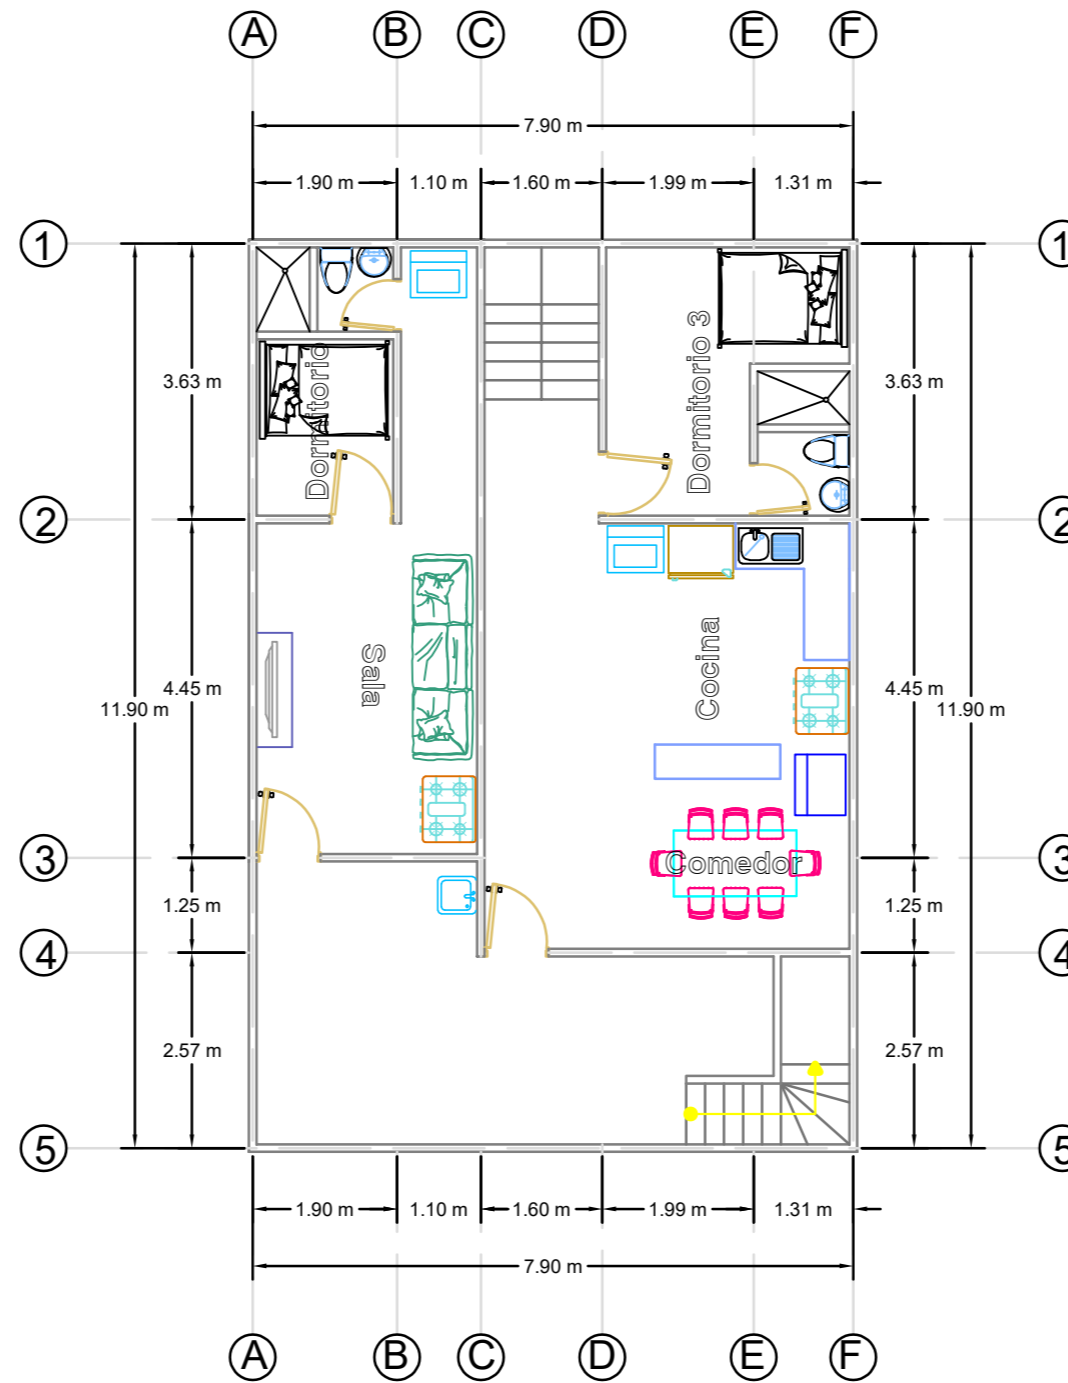 A B C D E F
7.90 m
1.90 m 1.10 m 1.60 m 1.99 m 1.31 m
1 1
Dormitorio
Dormitorio 3
3.63 m 3.63 m
2 2
Sala
Cocina
4.45 m 4.45 m
11.90 m 11.90 m
3 3
Comedor
1.25 m 1.25 m
4 4
2.57 m 2.57 m
5 5
1.90 m 1.10 m 1.60 m 1.99 m 1.31 m
7.90 m
A B C D E F